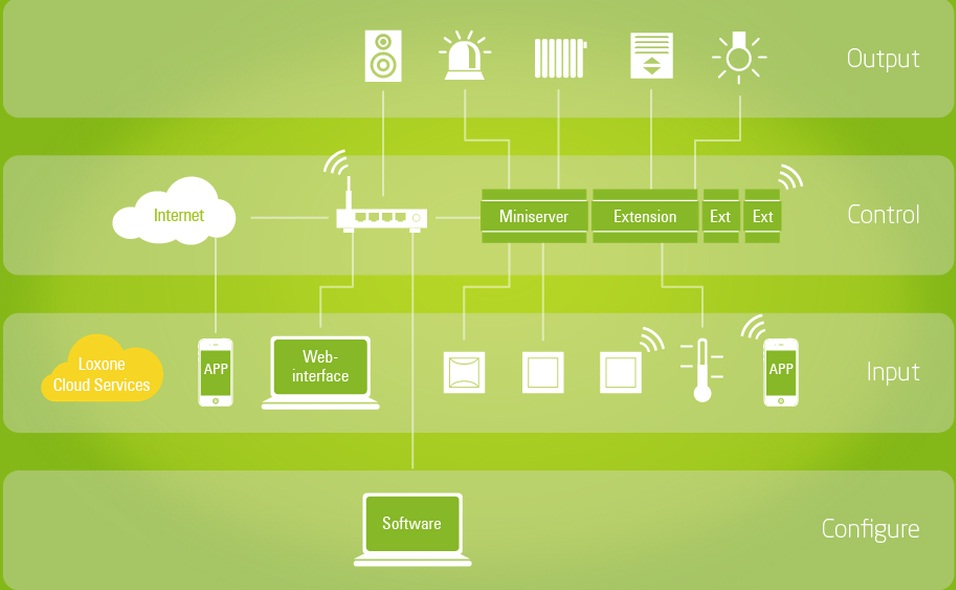 Output
Internet
Miniserver
Extension
Ext
Ext
Control
Loxone
Cloud Services
APP
Web-
interface
APP
Input
Software
Configure